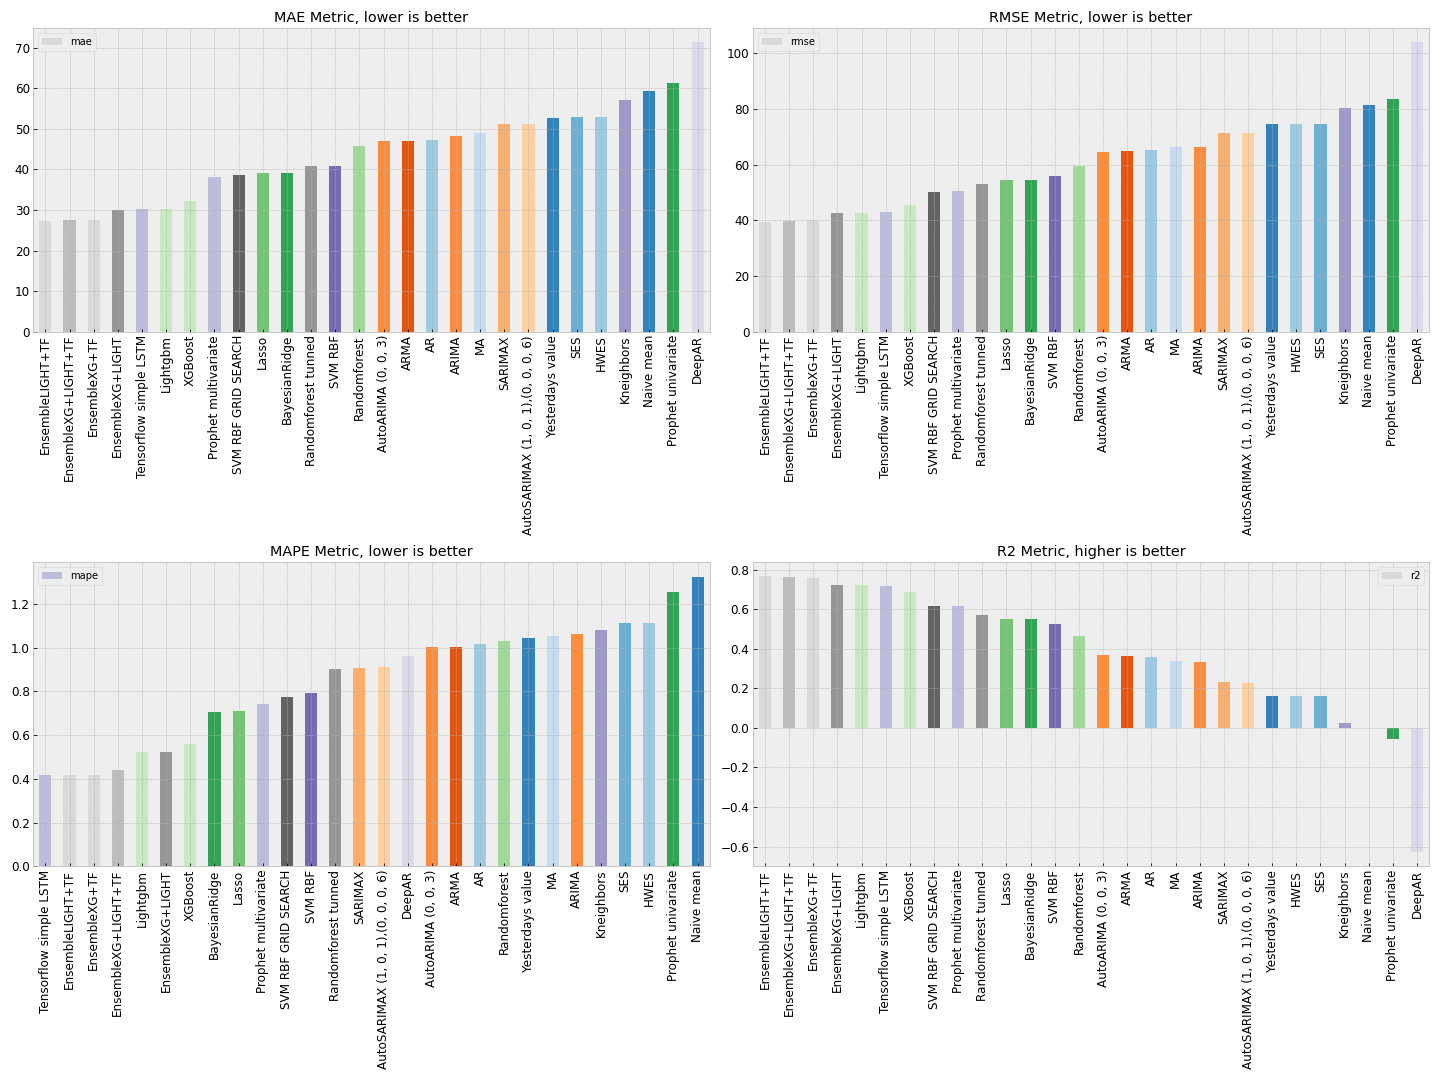 MAE Metric, lower is better
mae
70
60
50
40
30
20
10
0
EnsembleLIGHT+TF
EnsembleXG+LIGHT+TF
EnsembleXG+TF
EnsembleXG+LIGHT
Tensorflow simple LSTM
Lightgbm
XGBoost
Prophet multivariate
SVM RBF GRID SEARCH
Lasso
BayesianRidge
Randomforest tunned
SVM RBF
Randomforest
AutoARIMA (0, 0, 3)
ARMA
AR
ARIMA
MA
SARIMAX
AutoSARIMAX (1, 0, 1),(0, 0, 0, 6)
Yesterdays value
SES
HWES
Kneighbors
Naive mean
Prophet univariate
DeepAR
RMSE Metric, lower is better
rmse
100
80
60
40
20
0
EnsembleLIGHT+TF
EnsembleXG+LIGHT+TF
EnsembleXG+TF
EnsembleXG+LIGHT
Lightgbm
Tensorflow simple LSTM
XGBoost
SVM RBF GRID SEARCH
Prophet multivariate
Randomforest tunned
Lasso
BayesianRidge
SVM RBF
Randomforest
AutoARIMA (0, 0, 3)
ARMA
AR
MA
ARIMA
SARIMAX
AutoSARIMAX (1, 0, 1),(0, 0, 0, 6)
Yesterdays value
HWES
SES
Kneighbors
Naive mean
Prophet univariate
DeepAR
MAPE Metric, lower is better
mape
1.2
1.0
0.8
0.6
0.4
0.2
0.0
Tensorflow simple LSTM
EnsembleLIGHT+TF
EnsembleXG+TF
EnsembleXG+LIGHT+TF
Lightgbm
EnsembleXG+LIGHT
XGBoost
BayesianRidge
Lasso
Prophet multivariate
SVM RBF GRID SEARCH
SVM RBF
Randomforest tunned
SARIMAX
AutoSARIMAX (1, 0, 1),(0, 0, 0, 6)
DeepAR
AutoARIMA (0, 0, 3)
ARMA
AR
Randomforest
Yesterdays value
MA
ARIMA
Kneighbors
SES
HWES
Prophet univariate
Naive mean
R2 Metric, higher is better
r2
0.8
0.6
0.4
0.2
0.0
−0.2
−0.4
−0.6
EnsembleLIGHT+TF
EnsembleXG+LIGHT+TF
EnsembleXG+TF
EnsembleXG+LIGHT
Lightgbm
Tensorflow simple LSTM
XGBoost
SVM RBF GRID SEARCH
Prophet multivariate
Randomforest tunned
Lasso
BayesianRidge
SVM RBF
Randomforest
AutoARIMA (0, 0, 3)
ARMA
AR
MA
ARIMA
SARIMAX
AutoSARIMAX (1, 0, 1),(0, 0, 0, 6)
Yesterdays value
HWES
SES
Kneighbors
Naive mean
Prophet univariate
DeepAR